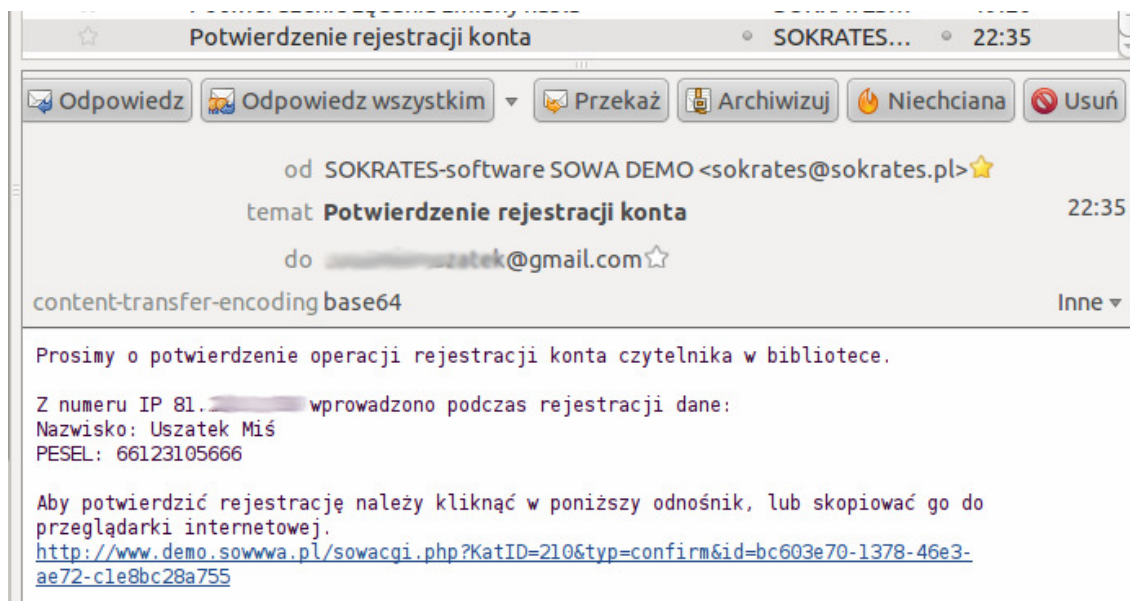 Potwierdzenie rejestracji konta SOKRATES... 22:35
Odpowiedz Odpowiedz wszystkim Przekaż Archiwizuj Niechciana Usuń
od SOKRATES-software SOWA DEMO <sokrates@sokrates.pl>
temat Potwierdzenie rejestracji konta 22:35
do @gmail.com
content-transfer-encoding base64 Inne
Prosimy o potwierdzenie operacji rejestracji konta czytelnika w bibliotece.
Z numeru IP 81. wprowadzono podczas rejestracji dane:
Nazwisko: Uszatek Miś
PESEL: 66123105666
Aby potwierdzić rejestrację należy kliknąć w poniższy odnośnik, lub skopiować go do
przeglądarki internetowej.
http://www.demo.sowwwa.pl/sowacgi.php?KatID=210&typ=confirm&id=bc603e70-1378-46e3-
ae72-c1e8bc28a755